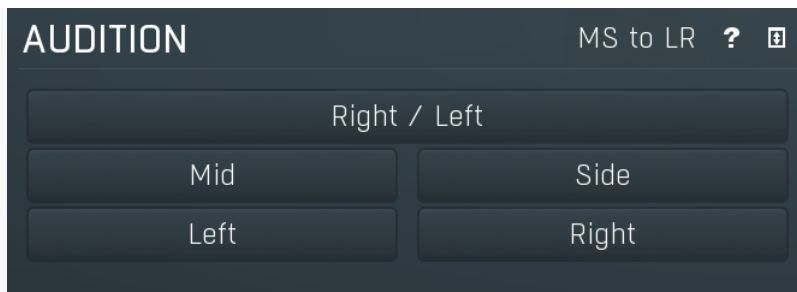 AUDITION MS to LR ?
Right / Left
Mid Side
Left Right